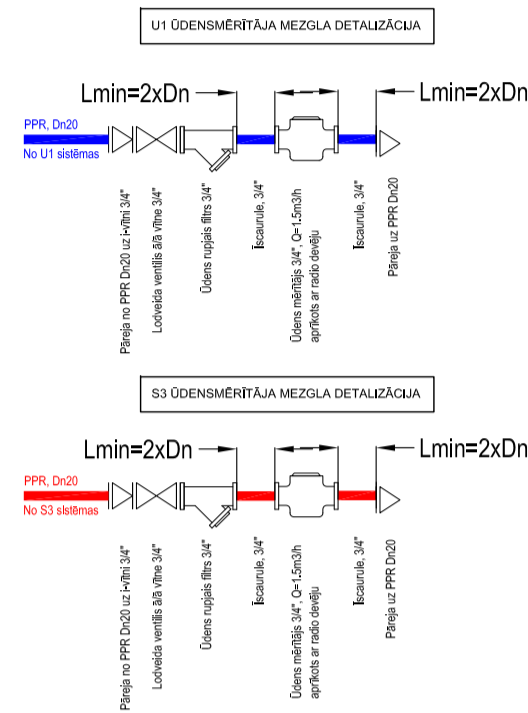 U1 ŪDENSMĒRĪTĀJA MEZGLA DETALIZĀCIJA
Lmin=2xDn
Lmin=2xDn
PPR, Dn20
No U1 sistēmas
Pāreja no PPR Dn20 uz i-vītni 3/4"
Lodveida ventilis ā/ā vītne 3/4"
Ūdens rupjais filtrs 3/4"
Īscaurule, 3/4"
Ūdens mērītājs 3/4", Q=1.5m3/h
aprīkots ar radio devēju
Īscaurule, 3/4"
Pāreja uz PPR Dn20
S3 ŪDENSMĒRĪTĀJA MEZGLA DETALIZĀCIJA
Lmin=2xDn
Lmin=2xDn
PPR, Dn20
No S3 sistēmas
Pāreja no PPR Dn20 uz i-vītni 3/4"
Lodveida ventilis ā/ā vītne 3/4"
Ūdens rupjais filtrs 3/4"
Īscaurule, 3/4"
Ūdens mērītājs 3/4", Q=1.5m3/h
aprīkots ar radio devēju
Īscaurule, 3/4"
Pāreja uz PPR Dn20